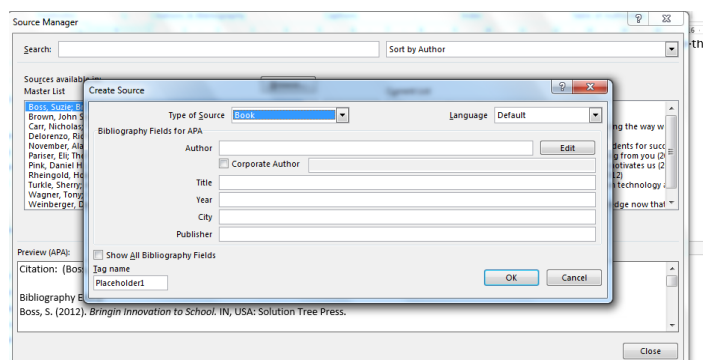 Source Manager
16
Search:
Sort by Author
-th
Sources available in:
Master List
Create Source
Type of Source Book Language Default
Bibliography Fields for APA
Author Edit
Corporate Author
Title
Year
City
Publisher
Show All Bibliography Fields
Tag name
Placeholder1
OK Cancel
Boss, Suzie; B
Brown, John S
Carr, Nicholas; ng the way w
Delorenzo, Ric
November, Ala dents for succ
Pariser, Eli; The g from you (2
Pink, Daniel H otivates us (2
Rheingold, Ho 12)
Turkle, Sherry; n technology
Wagner, Tony;
Weinberger, D dge now that
Preview (APA):
Citation: (Bos
Bibliography E
Boss, S. (2012). Bringin Innovation to School. IN, USA: Solution Tree Press.
Close